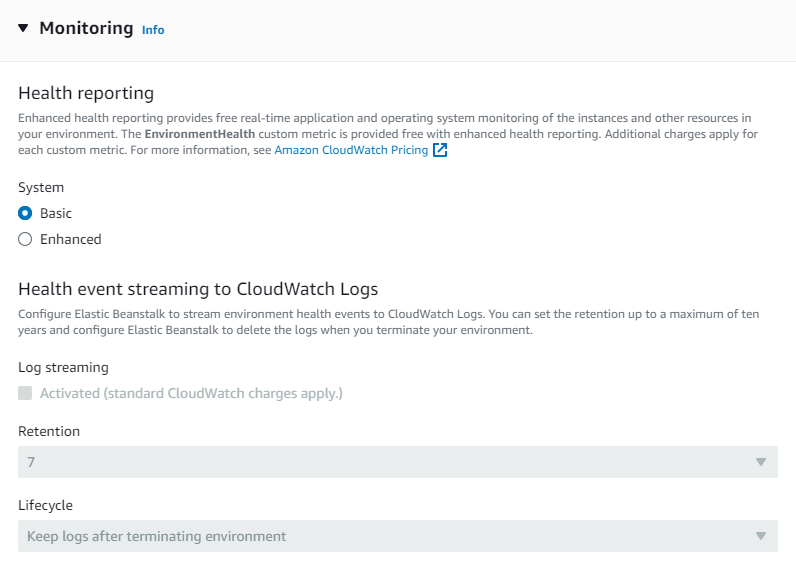 Monitoring Info
Health reporting
Enhanced health reporting provides free real-time application and operating system monitoring of the instances and other resources in
your environment. The EnvironmentHealth custom metric is provided free with enhanced health reporting. Additional charges apply for
each custom metric. For more information, see Amazon CloudWatch Pricing
System
Basic
Enhanced
Health event streaming to CloudWatch Logs
Configure Elastic Beanstalk to stream environment health events to CloudWatch Logs. You can set the retention up to a maximum of ten
years and configure Elastic Beanstalk to delete the logs when you terminate your environment.
Log streaming
Activated (standard CloudWatch charges apply.)
Retention
7
Lifecycle
Keep logs after terminating environment